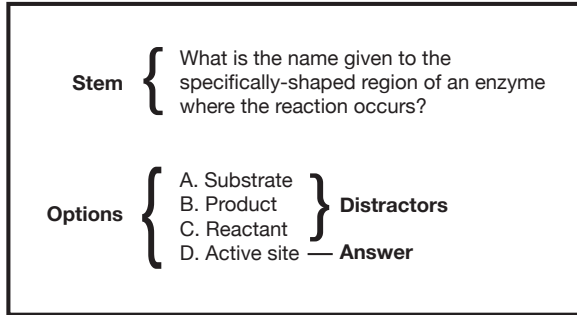 Stem
What is the name given to the
specifically-shaped region of an enzyme
where the reaction occurs?
Options
A. Substrate
B. Product
C. Reactant
Distractors
D. Active site — Answer